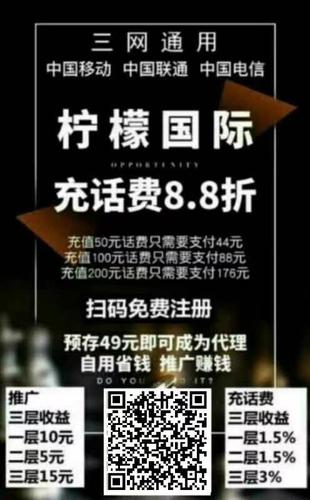 三网通用
中国移动 中国联通 中国电信
柠檬国际
OPPORTUNITY
充话费8.8折
充值50元话费只需要支付44元
充值100元话费只需要支付88元
充值200元话费只需要支付176元
扫码免费注册
预存49元即可成为代理
自用省钱 推广赚钱
DO YOU IT?
推广
三层收益
一层10元
二层5元
三层15元
充话费
三层收益
一层1.5%
二层1.5%
三层3%